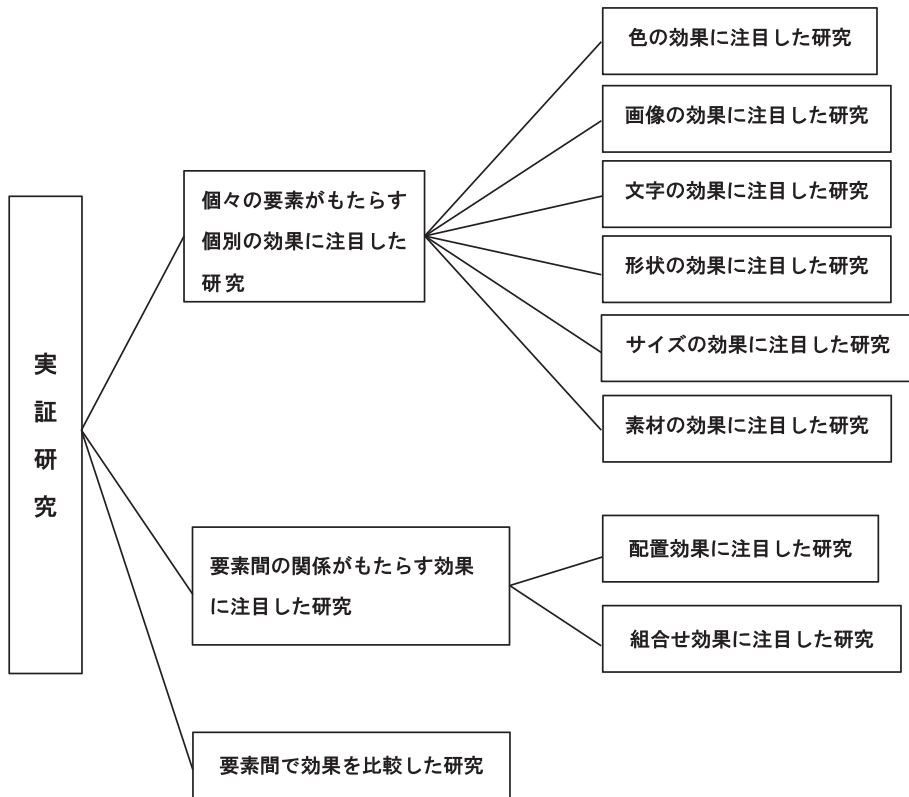 実
証
研
究
個々の要素がもたらす
個別の効果に注目した
研究
色の効果に注目した研究
画像の効果に注目した研究
文字の効果に注目した研究
形状の効果に注目した研究
サイズの効果に注目した研究
素材の効果に注目した研究
要素間の関係がもたらす効果
に注目した研究
配置効果に注目した研究
組合せ効果に注目した研究
要素間で効果を比較した研究